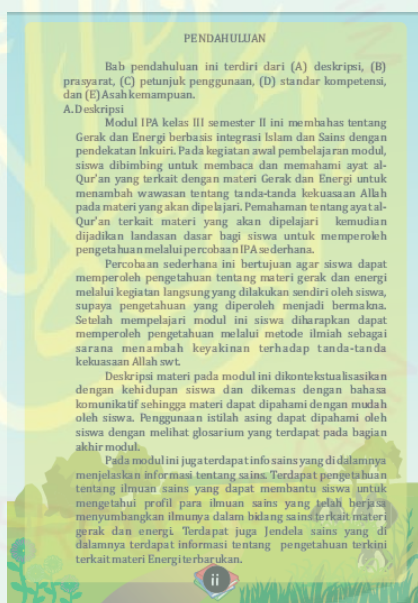 PENDAHULUAN
Bab pendahuluan ini terdiri dari (A) deskripsi, (B)
prasyarat, (C) petunjuk penggunaan, (D) standar kompetensi,
dan (E)Asah kemampuan.
A.Deskripsi
Modul IPA kelas III semester II ini membahas tentang
Gerak dan Energi berbasis integrasi Islam dan Sains dengan
pendekatan Inkuiri. Pada kegiatan awal pembelajaran modul,
siswa dibimbing untuk membaca dan memahami ayat al-
Qur'an yang terkait dengan materi Gerak dan Energi untuk
menambah wawasan tentang tanda-tanda kekuasaan Allah
pada materi yang akan dipelajari. Pemahaman tentang ayat al-
Qur'an terkait materi yang akan dipelajari kemudian
dijadikan landasan dasar bagi siswa untuk memperoleh
pengetahuan melalui percobaan IPA sederhana.
Percobaan sederhana ini bertujuan agar siswa dapat
memperoleh pengetahuan tentang materi gerak dan energi
melalui kegiatan langsung yang dilakukan sendiri oleh siswa,
supaya pengetahuan yang diperoleh menjadi bermakna.
Setelah mempelajari modul ini siswa diharapkan dapat
memperoleh pengetahuan melalui metode ilmiah sebagai
sarana menambah keyakinan terhadap tanda-tanda
kekuasaan Allah swt.
Deskripsi materi pada modul ini dikontekstualisasikan
dengan kehidupan siswa dan dikemas dengan bahasa
komunikatif sehingga materi dapat dipahami dengan mudah
oleh siswa. Penggunaan istilah asing dapat dipahami oleh
siswa dengan melihat glosarium yang terdapat pada bagian
akhir modul.
Pada modul ini juga terdapat info sains yang di dalamnya
menjelaskan informasi tentang sains. Terdapat pengetahuan
tentang ilmuan sains yang dapat membantu siswa untuk
mengetahui profil para ilmuan sains yang telah berjasa
menyumbangkan ilmunya dalam bidang sains terkait materi
gerak dan energi. Terdapat juga Jendela sains yang di
dalamnya terdapat informasi tentang pengetahuan terkini
terkait materi Energi terbarukan.
ii